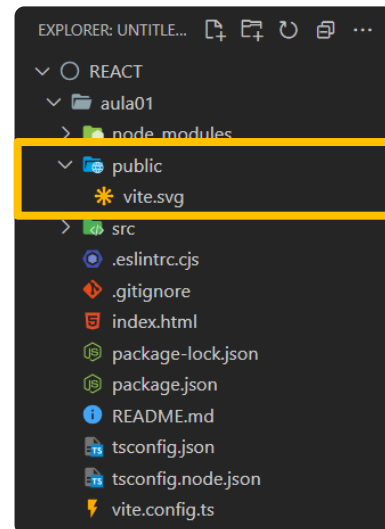 EXPLORER: UNTITLE...
REACT
aula01
node_modules
public
vite.svg
src
.eslintrc.cjs
.gitignore
index.html
package-lock.json
package.json
README.md
tsconfig.json
tsconfig.node.json
vite.config.ts